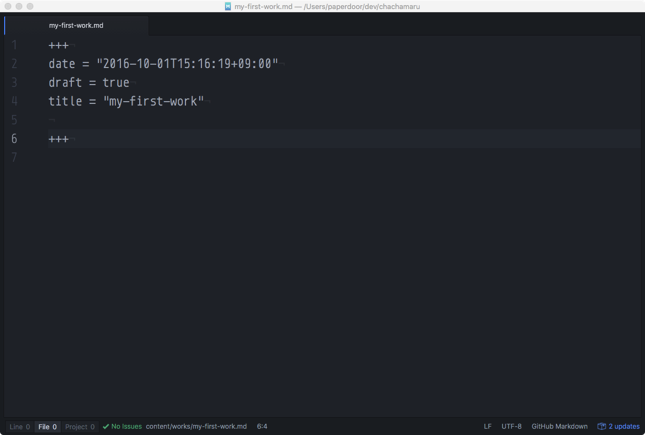 my-first-work.md — /Users/paperdoor/dev/chachamaru
my-first-work.md
1 +++¬
2 date = "2016-10-01T15:16:19+09:00"¬
3 draft = true¬
4 title = "my-first-work"¬
5 ¬
6 +++¬
7
Line 0 File 0 Project 0 No Issues content/works/my-first-work.md 6:4 LF UTF-8 GitHub Markdown 2 updates